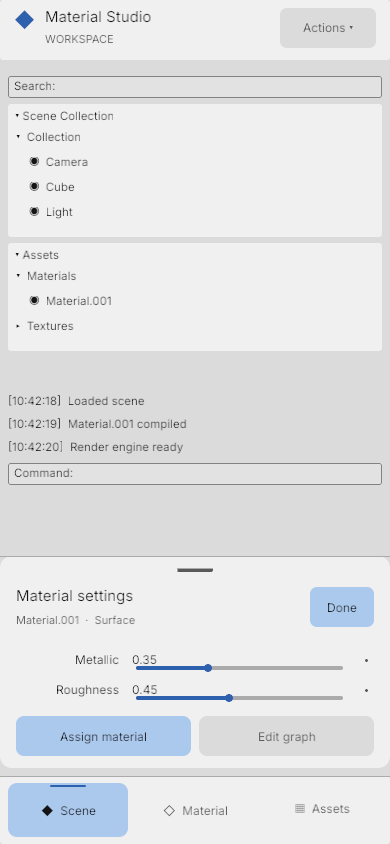 Material Studio
WORKSPACE
Actions
Search:
Scene Collection
Collection
Camera
Cube
Light
Assets
Materials
Material.001
Textures
[10:42:18] Loaded scene
[10:42:19] Material.001 compiled
[10:42:20] Render engine ready
Command:
Material settings
Done
Material.001 · Surface
Metallic 0.35
Roughness 0.45
Assign material Edit graph
Scene Material Assets